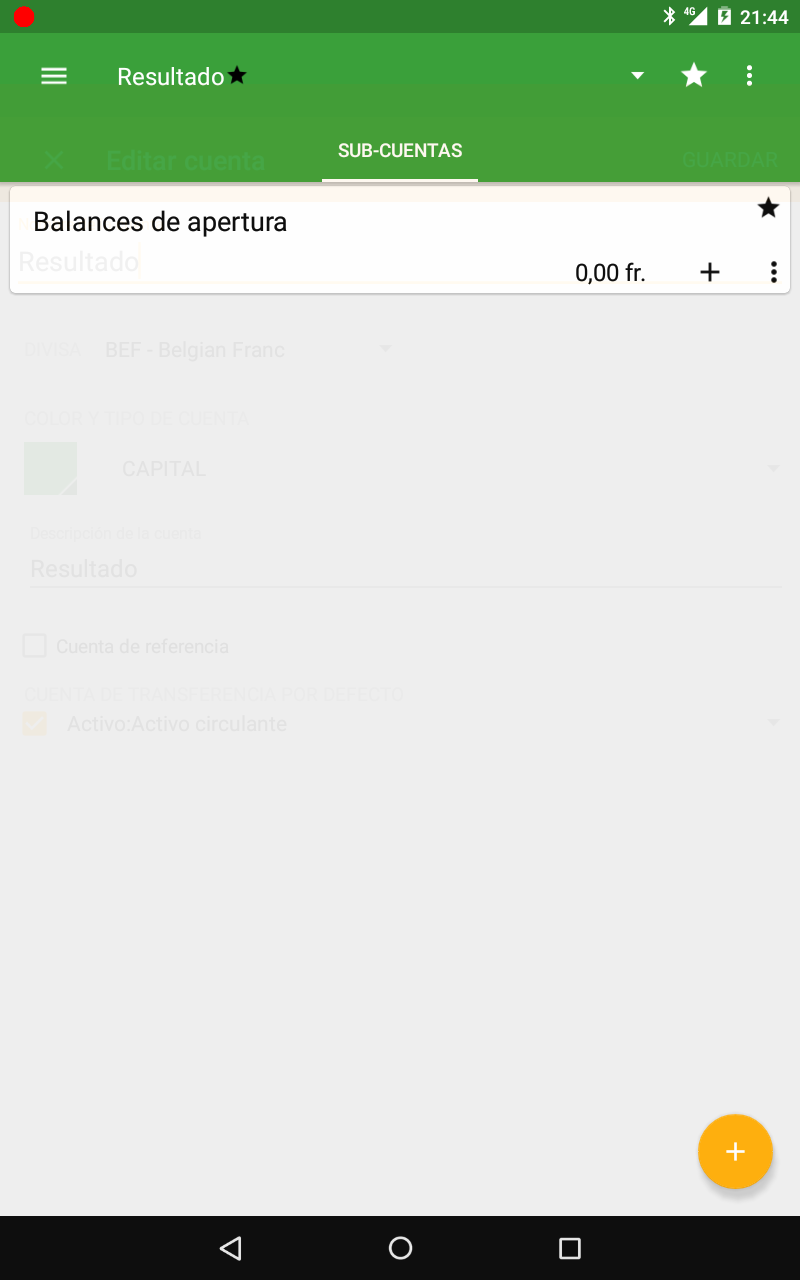 4G 21:44
Resultado
Editar cuenta GUARDAR
SUB-CUENTAS
Balances de apertura
Resultado
0,00 fr.
DIVISA BEF - Belgian Franc
COLOR Y TIPO DE CUENTA
CAPITAL
Descripción de la cuenta
Resultado
Cuenta de referencia
CUENTA DE TRANSFERENCIA POR DEFECTO
Activo:Activo circulante